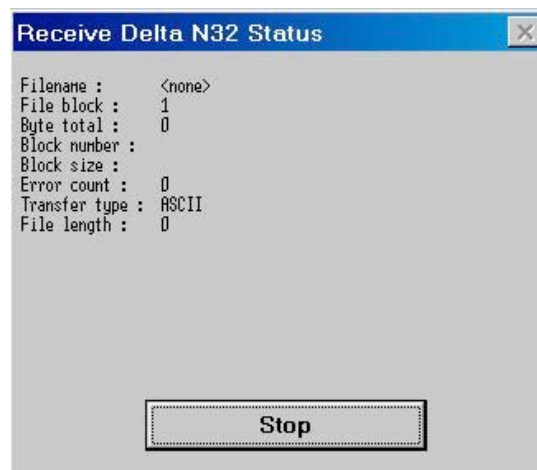 Receive Delta N32 Status
Filename : <none>
File block : 1
Byte total : 0
Block number :
Block size :
Error count : 0
Transfer type : ASCII
File length : 0
Stop